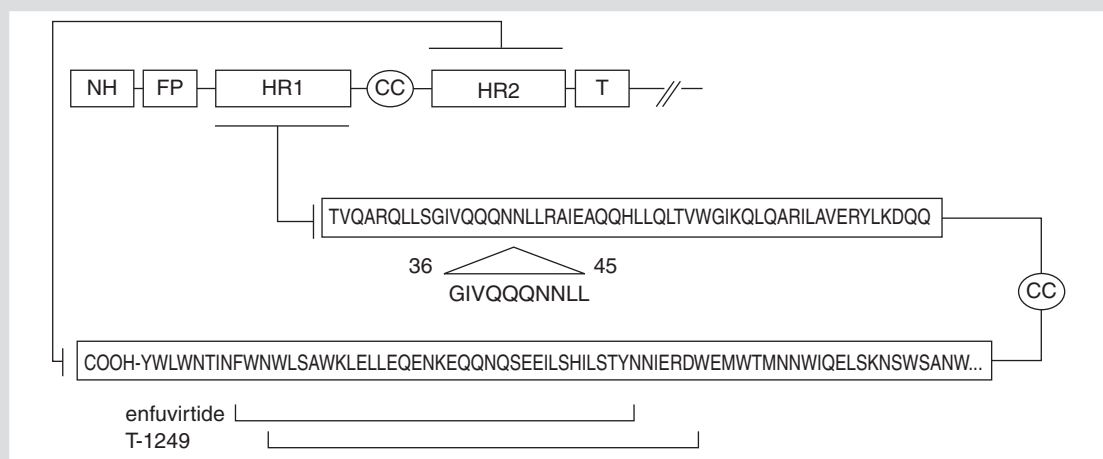 NH FP HR1 CC HR2 T
TVQARQLLSGIVQQQNNLLRAIEAQQHLLQLTVWGIKQLQARILAVERYLKDQQ
36 45
GIVQQQNNLL
CC
COOH-YWLWNTINFWNWLSAWKLELLEQENKEQQNQSEEILSHILSTYNNIERDWEMWTMNNWIQELSKNSWSANW...
enfuvirtide
T-1249